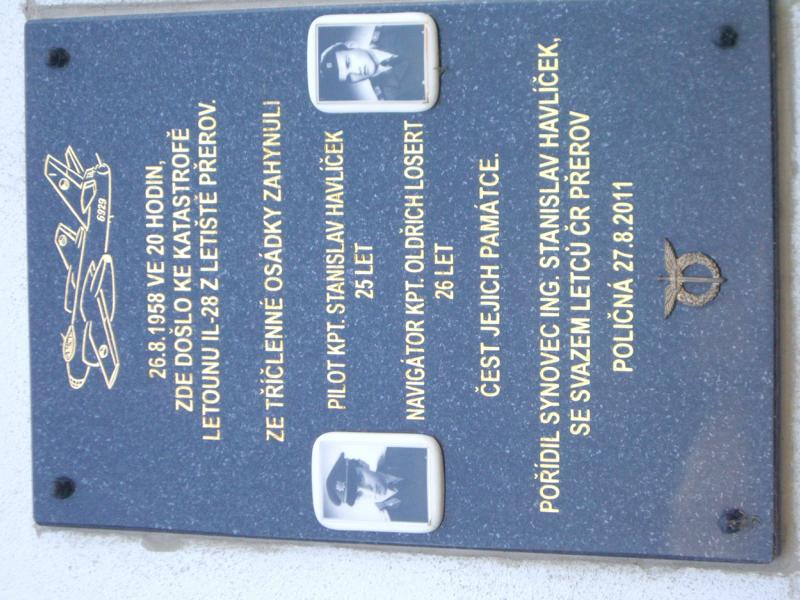 6929
26.8.1958 VE 20 HODIN,
ZDE DOŠLO KE KATASTROFĚ
LETOUNU IL-28 Z LETIŠTĚ PŘEROV.
ZE TŘÍČLENNÉ OSÁDKY ZAHYNULI
PILOT KPT. STANISLAV HAVLÍČEK
25 LET
NAVIGÁTOR KPT. OLDŘICH LOSERT
26 LET
ČEST JEJICH PAMÁTCE.
POŘÍDIL SYNOVEC ING. STANISLAV HAVLÍČEK,
SE SVAZEM LETCŮ ČR PŘEROV
POLIČNÁ 27.8.2011